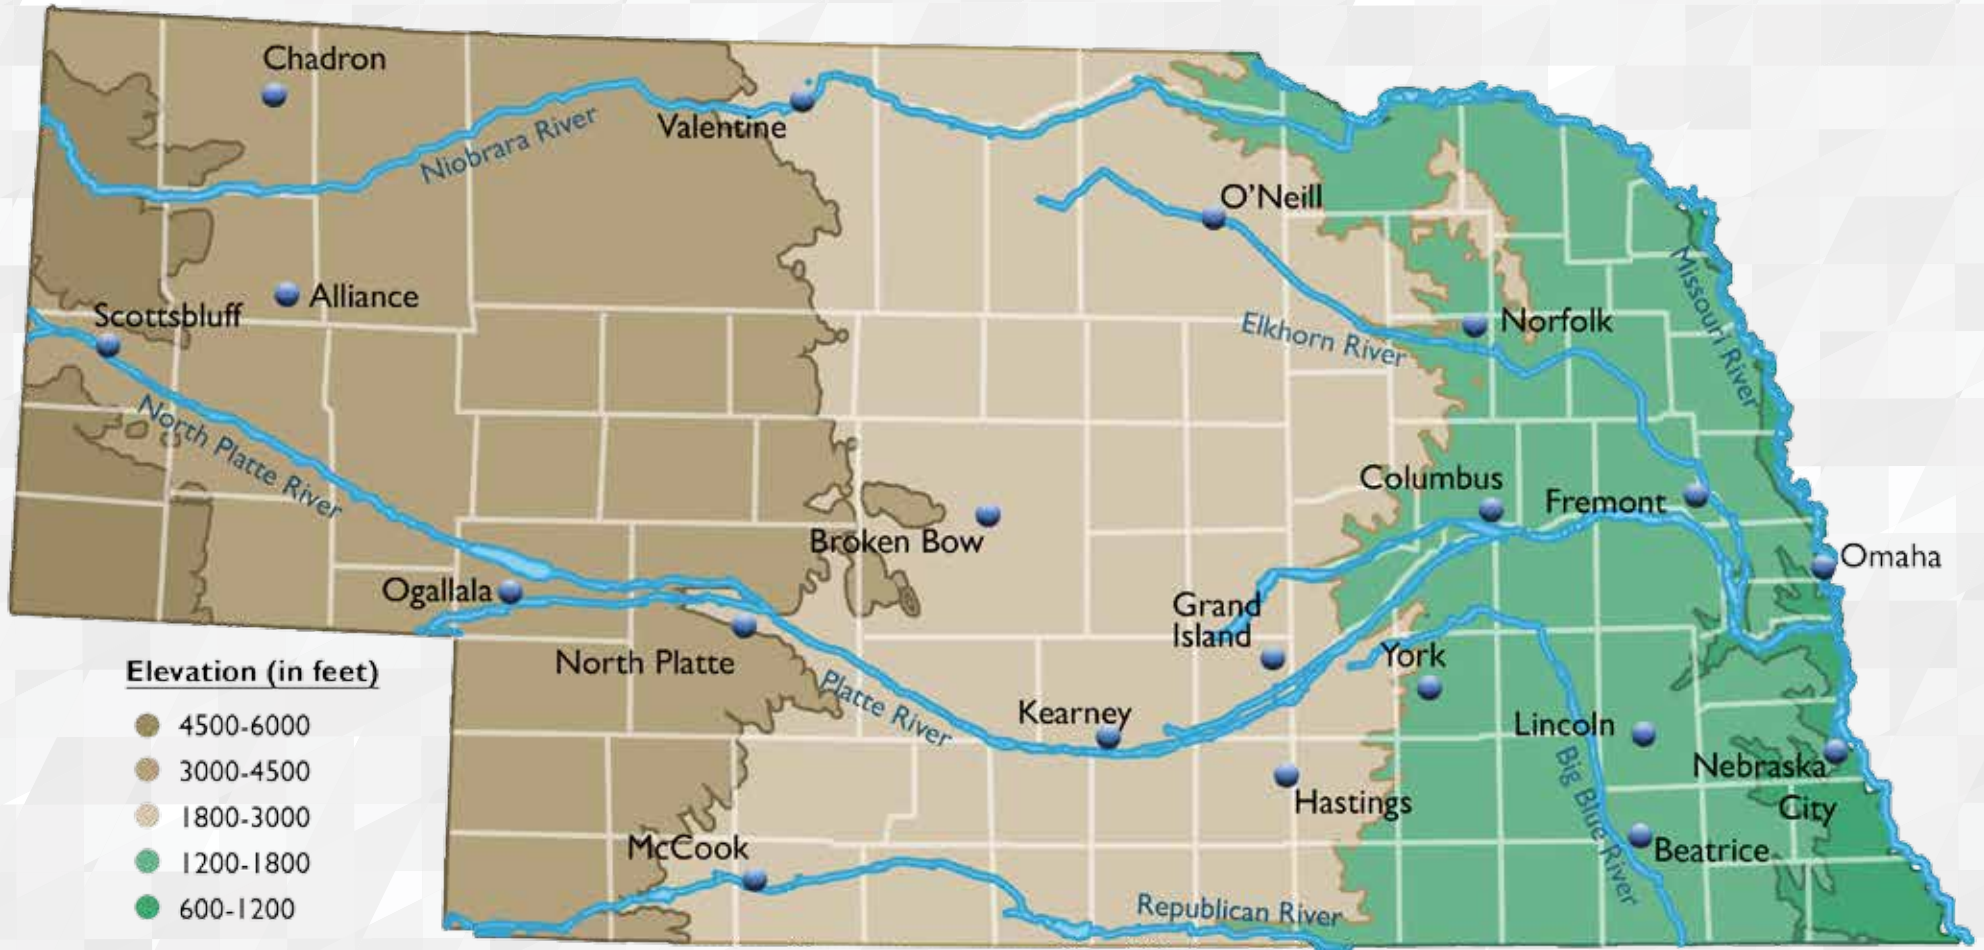 Chadron
Niobrara River
Valentine
O'Neill
Alliance
Scottsbluff
Missouri River
Elkhorn River
Norfolk
North Platte River
Columbus
Fremont
Broken Bow
Omaha
Ogallala
Grand
Island
North Platte
York
Platte River
Kearney
Lincoln
Big Blue River
Nebraska
City
Hastings
McCook
Beatrice
Republican River
Elevation (in feet)
4500-6000
3000-4500
1800-3000
1200-1800
600-1200